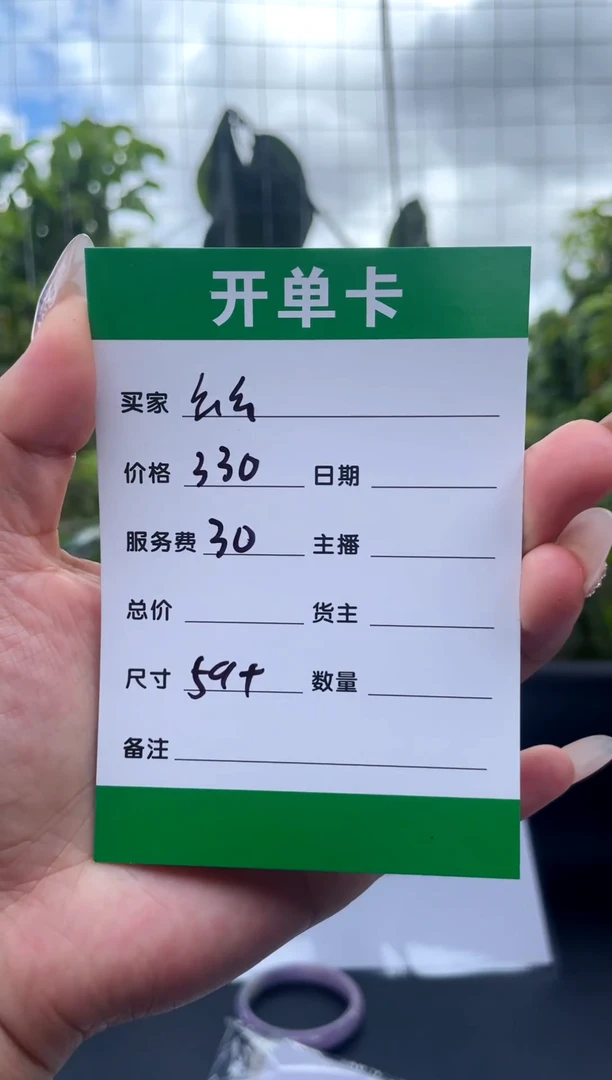 开单卡
买家
价格 330 日期
服务费 30 主播
总价 货主
尺寸 59+ 数量
备注